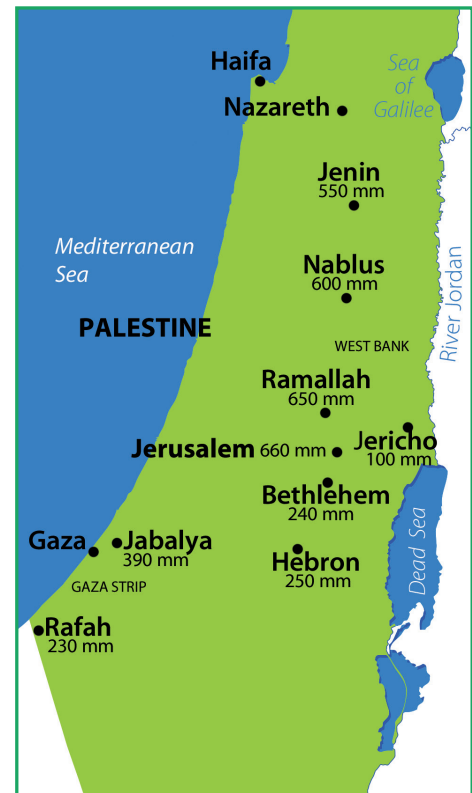 Haifa
Sea
of
Galilee
Nazareth
Jenin
550 mm
Mediterranean
Sea
Nablus
600 mm
River Jordan
PALESTINE
WEST BANK
Ramallah
650 mm
Jerusalem 660 mm
Jericho
100 mm
Bethlehem
240 mm
Dead Sea
Gaza
Jabalya
390 mm
Hebron
250 mm
GAZA STRIP
Rafah
230 mm